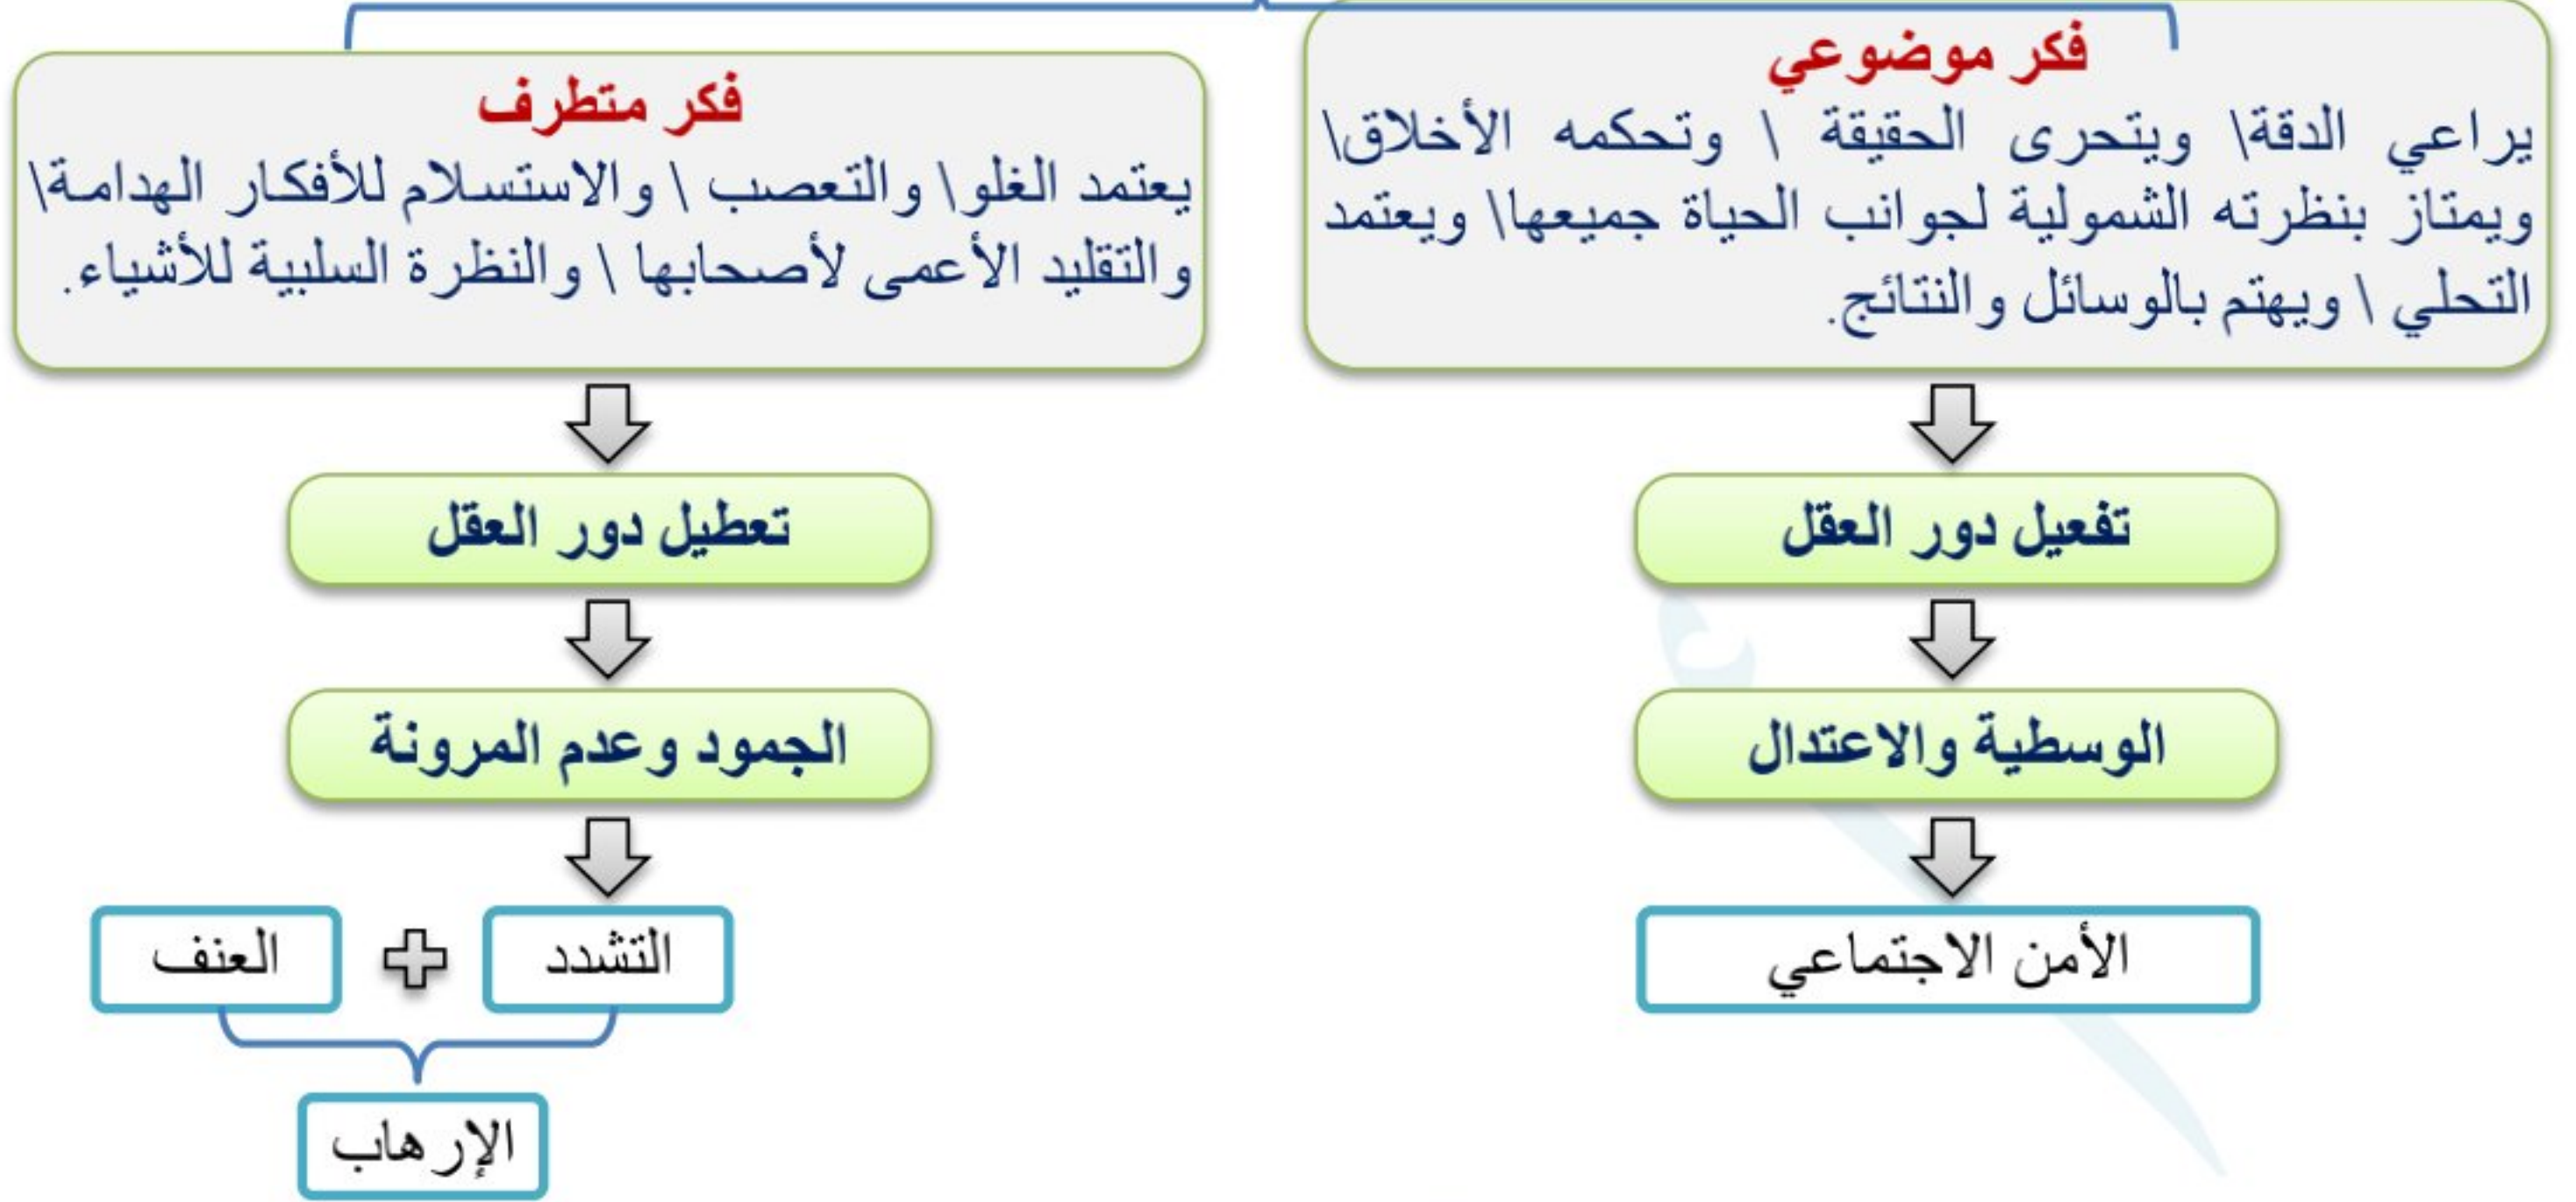 فكر موضوعي
يراعي الدقة\ ويتحرى الحقيقة \ وتحكمه الأخلاق\
ويمتاز بنظرته الشمولية لجوانب الحياة جميعها\ ويعتمد
التحلي \ ويهتم بالوسائل والنتائج.
تفعيل دور العقل
الوسطية والاعتدال
الأمن الاجتماعي
فكر متطرف
يعتمد الغلو\ والتعصب \ والاستسلام للأفكار الهدامة\
والتقليد الأعمى لأصحابها \ والنظرة السلبية للأشياء.
تعطيل دور العقل
الجمود وعدم المرونة
التشدد
العنف
الإرهاب